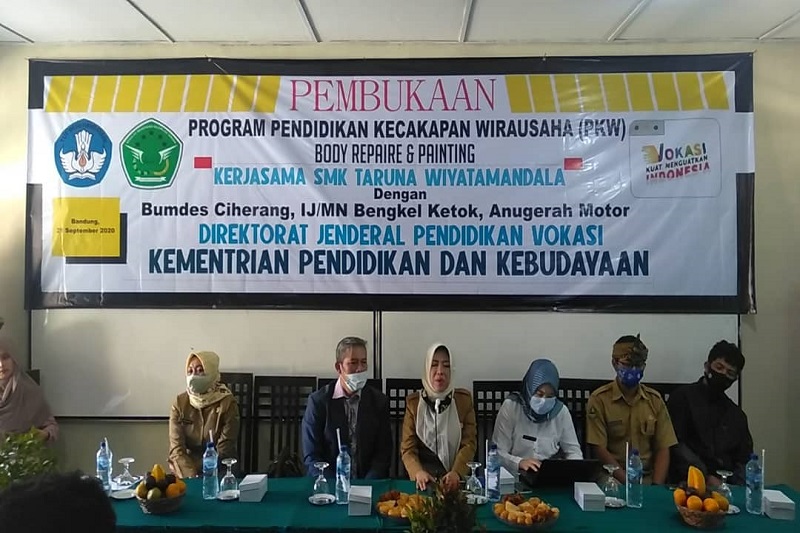 PEMBUKAAN
PROGRAM PENDIDIKAN KECAKAPAN WIRAUSAHA (PKW)
BODY REPAIRE & PAINTING
KERJASAMA SMK TARUNA WIYATAMANDALA
Dengan
Bumdes Ciherang, IJ/MN Bengkel Ketok, Anugerah Motor
DIREKTORAT JENDERAL PENDIDIKAN VOKASI
KEMENTRIAN PENDIDIKAN DAN KEBUDAYAAN
Bandung,
September 2020
VOKASI
KUAT, MENGUATKAN
INDONESIA